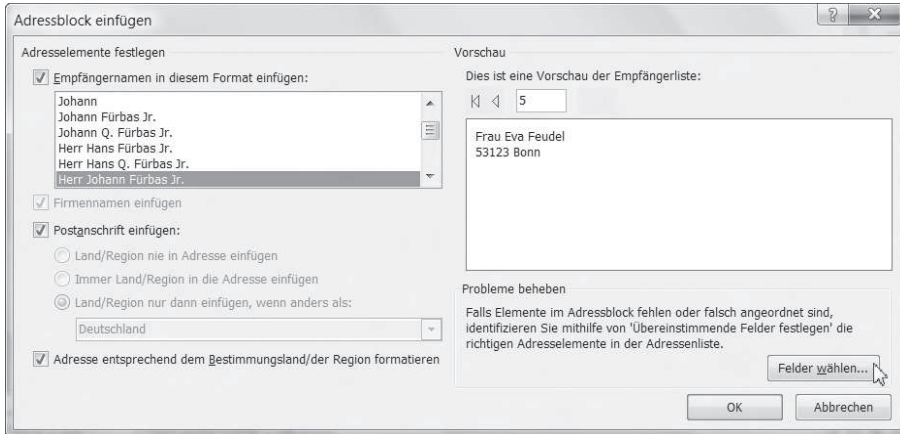 Adressblock einfügen
Adresselemente festlegen
Empfängernamen in diesem Format einfügen:
Johann
Johann Fürbas Jr.
Johann Q. Fürbas Jr.
Herr Hans Fürbas Jr.
Herr Hans Q. Fürbas Jr.
Herr Johann Fürbas Jr.
Firmennamen einfügen
Postanschrift einfügen:
Land/Region nie in Adresse einfügen
Immer Land/Region in die Adresse einfügen
Land/Region nur dann einfügen, wenn anders als:
Deutschland
Adresse entsprechend dem Bestimmungsland/der Region formatieren
Vorschau
Dies ist eine Vorschau der Empfängerliste:
5
Frau Eva Feudel
53123 Bonn
Probleme beheben
Falls Elemente im Adressblock fehlen oder falsch angeordnet sind,
identifizieren Sie mithilfe von 'Übereinstimmende Felder festlegen' die
richtigen Adresselemente in der Adressenliste.
Felder wählen...
OK
Abbrechen